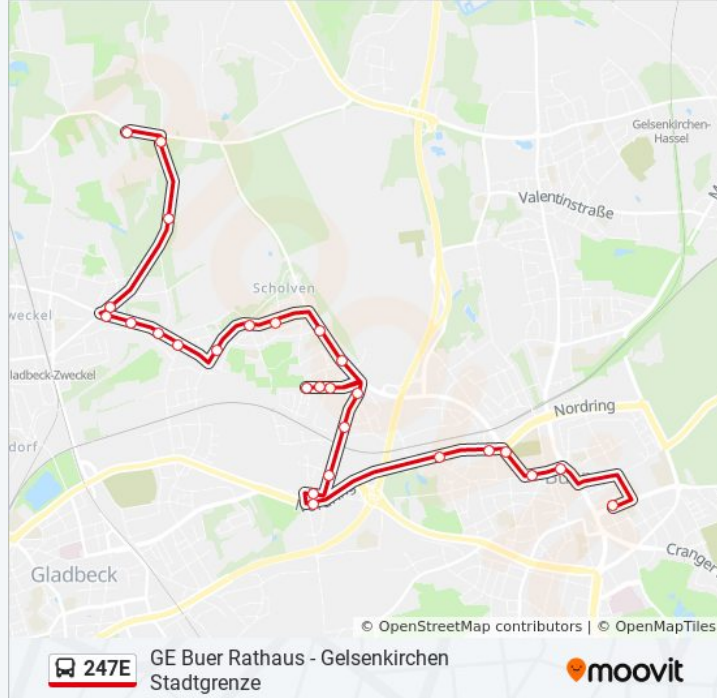 Gelsenkirchen-
Hassel
Valentinstraße
Scholven
weckel
ladbeck-Zweckel
Nordring
dorf
Gladbeck
Cranger
© OpenStreetMap contributors | © OpenMapTiles
247E
GE Buer Rathaus - Gelsenkirchen
Stadtgrenze
moovit